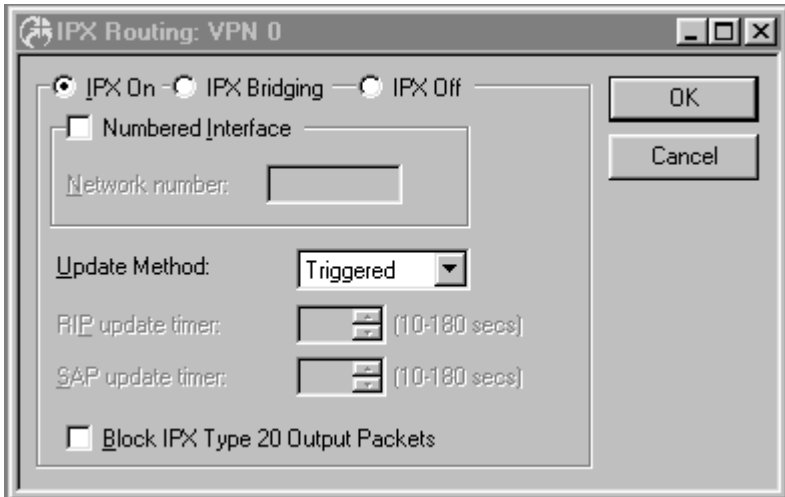 IPX Routing: VPN 0
IPX On IPX Bridging IPX Off
OK
Numbered Interface
Cancel
Network number:
Update Method: Triggered
RIP update timer: (10-180 secs)
SAP update timer: (10-180 secs)
Block IPX Type 20 Output Packets